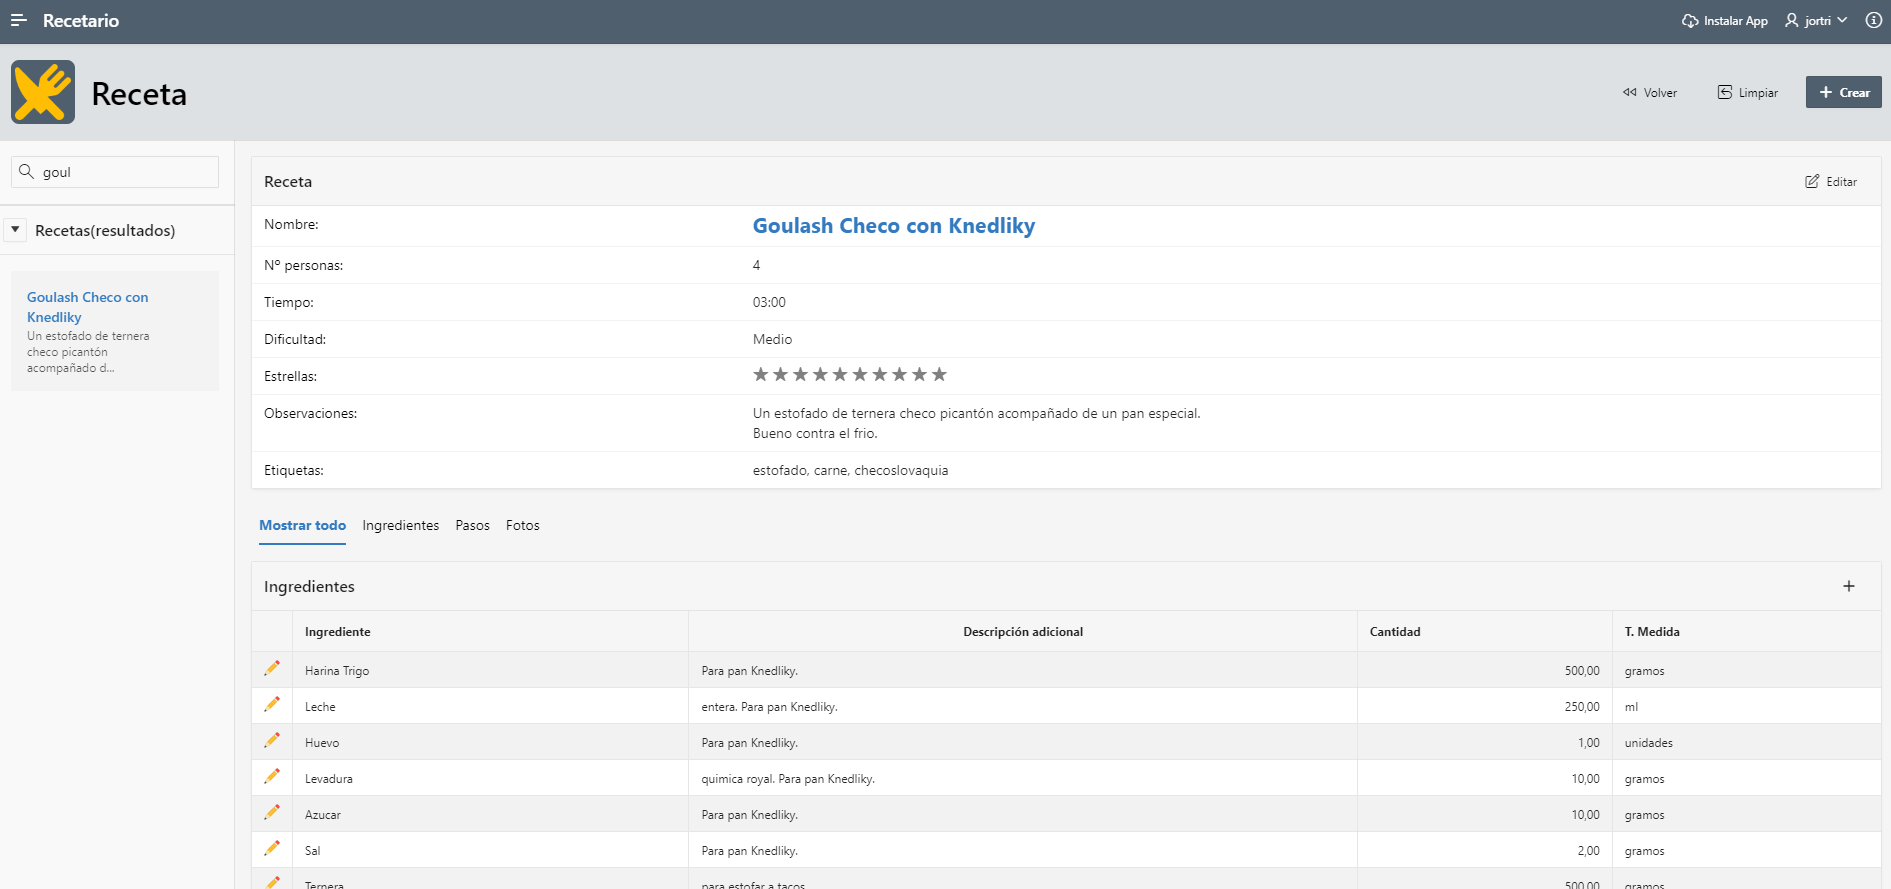 Recetario
Instalar App
jortri
Receta
Volver
Limpiar
Crear
goul
Recetas(resultados)
Goulash Checo con
Knedliky
Un estofado de ternera
checo picantón
acompañado d...
Receta
Editar
Nombre: Goulash Checo con Knedliky
Nº personas: 4
Tiempo: 03:00
Dificultad: Medio
Estrellas:
Observaciones: Un estofado de ternera checo picantón acompañado de un pan especial.
Bueno contra el frio.
Etiquetas: estofado, carne, checoslovaquia
Mostrar todo Ingredientes Pasos Fotos
Ingredientes
Ingrediente Descripción adicional Cantidad T. Medida
Harina Trigo Para pan Knedliky. 500,00 gramos
Leche entera. Para pan Knedliky. 250,00 ml
Huevo Para pan Knedliky. 1,00 unidades
Levadura quimica royal. Para pan Knedliky. 10,00 gramos
Azucar Para pan Knedliky. 10,00 gramos
Sal Para pan Knedliky. 2,00 gramos
Ternera para estofar a tacos 500,00 gramos